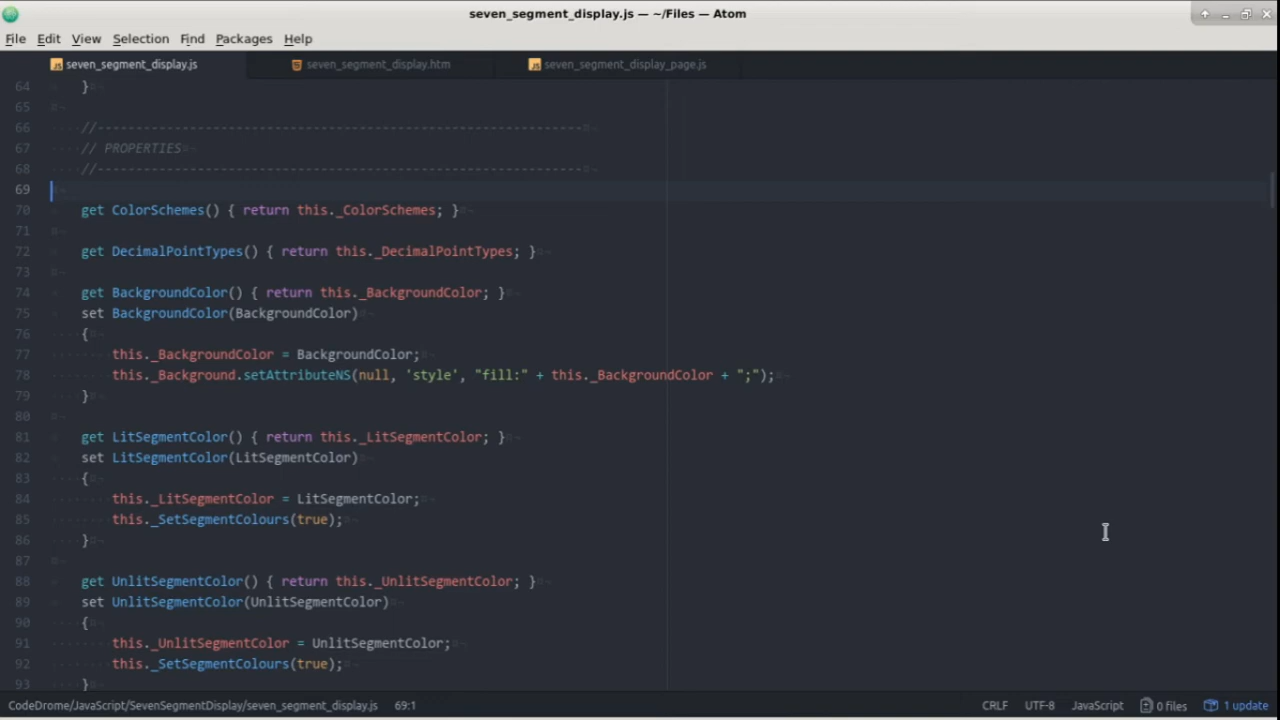 seven_segment_display.js — ~/Files — Atom
File Edit View Selection Find Packages Help
seven_segment_display.js seven_segment_display.htm seven_segment_display_page.js
64 }
65
66 //---------------------------------------------------------------
67 // PROPERTIES
68 //---------------------------------------------------------------
69
70 get ColorSchemes() { return this._ColorSchemes; }
71
72 get DecimalPointTypes() { return this._DecimalPointTypes; }
73
74 get BackgroundColor() { return this._BackgroundColor; }
75 set BackgroundColor(BackgroundColor)
76 {
77 this._BackgroundColor = BackgroundColor;
78 this._Background.setAttributeNS(null, 'style', "fill:" + this._BackgroundColor + ";");
79 }
80
81 get LitSegmentColor() { return this._LitSegmentColor; }
82 set LitSegmentColor(LitSegmentColor)
83 {
84 this._LitSegmentColor = LitSegmentColor;
85 this._SetSegmentColours(true);
86 }
87
88 get UnlitSegmentColor() { return this._UnlitSegmentColor; }
89 set UnlitSegmentColor(UnlitSegmentColor)
90 {
91 this._UnlitSegmentColor = UnlitSegmentColor;
92 this._SetSegmentColours(true);
93 }
CodeDrome/JavaScript/SevenSegmentDisplay/seven_segment_display.js 69:1 CRLF UTF-8 JavaScript 0 files 1 update